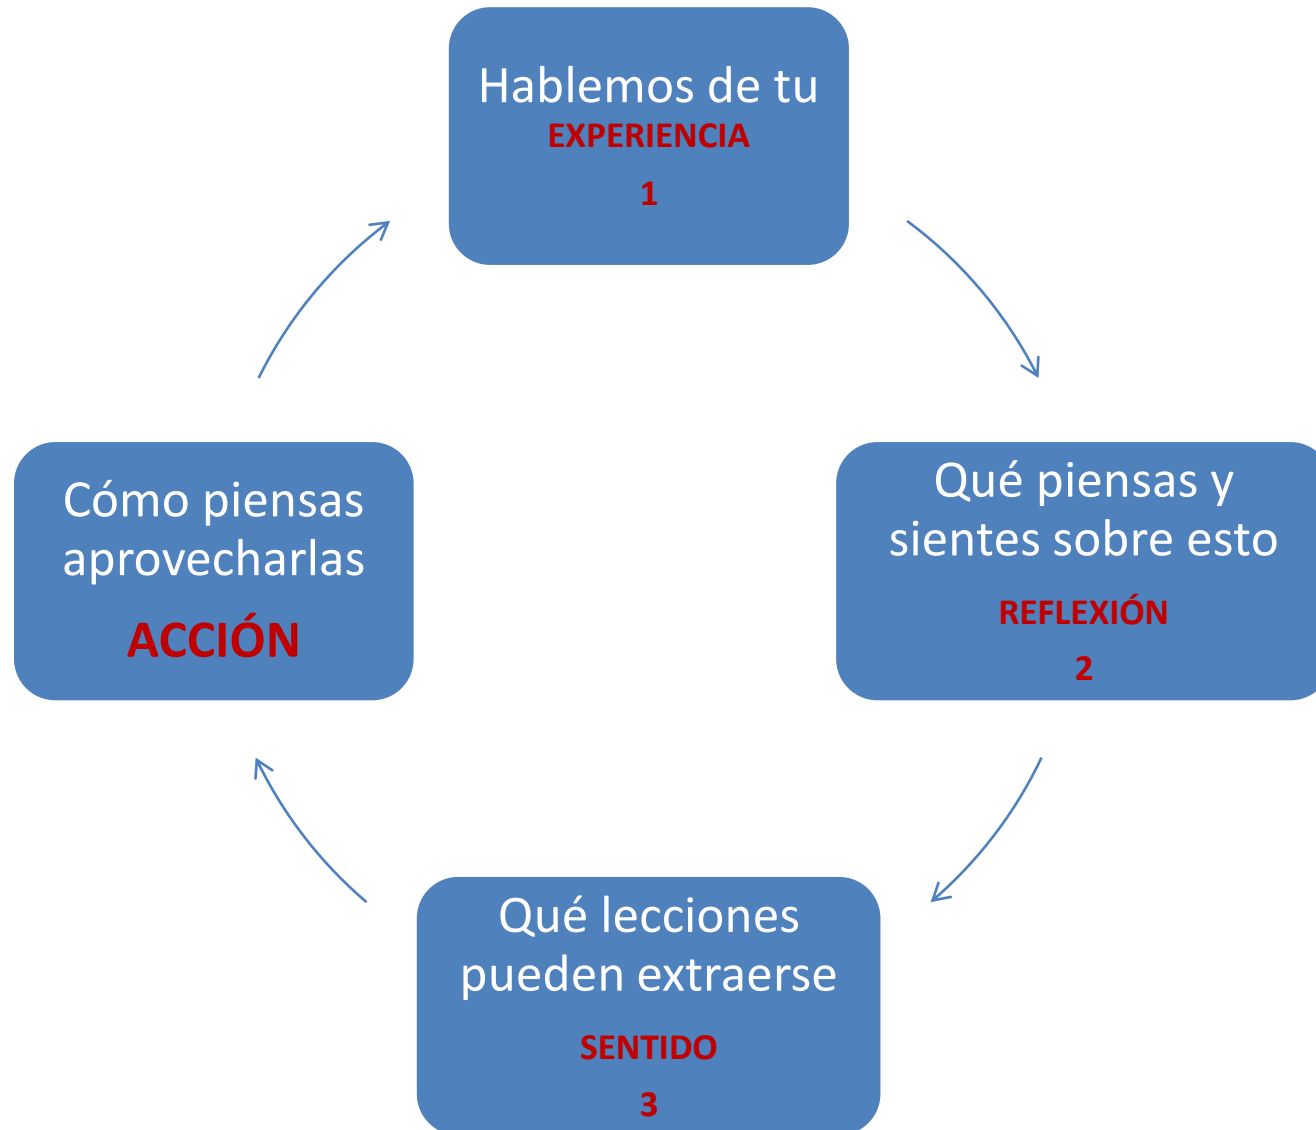 Hablemos de tu
EXPERIENCIA
1
Qué piensas y
sientes sobre esto
REFLEXIÓN
2
Qué lecciones
pueden extraerse
SENTIDO
3
Cómo piensas
aprovecharlas
ACCIÓN